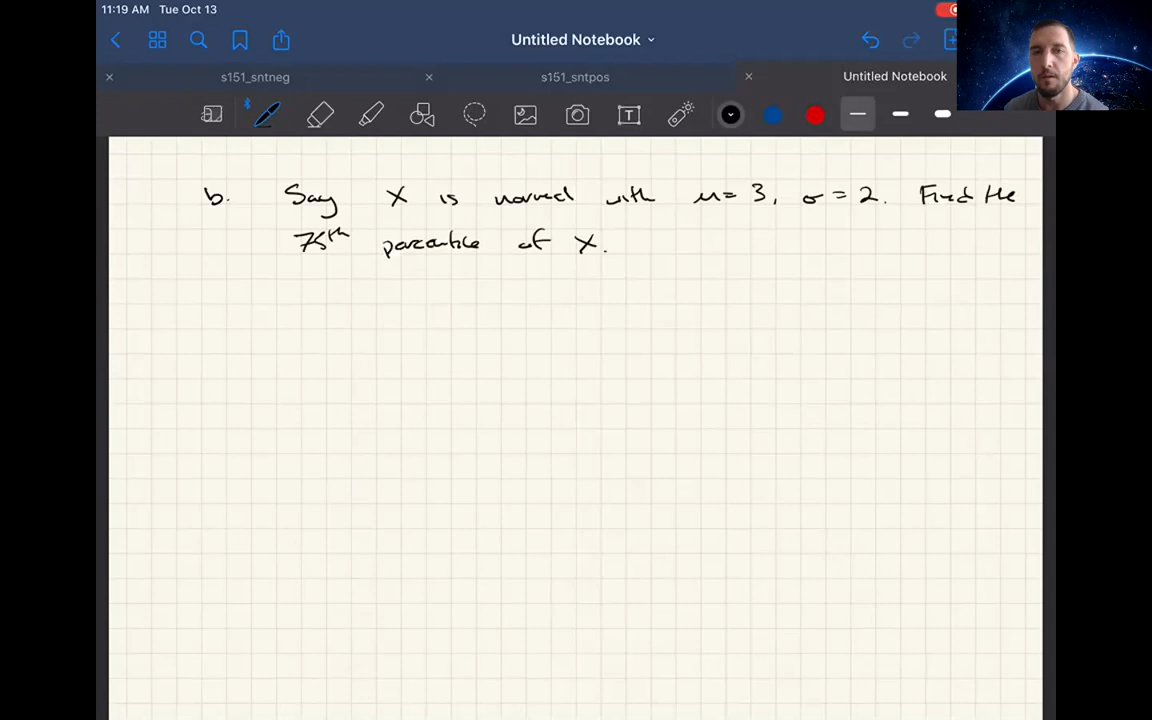 11:19 AM Tue Oct 13
Untitled Notebook
s151_sntneg
s151_sntpos
Untitled Notebook
b. Say X is normal with μ = 3, σ = 2. Find the
75th percentile of X.